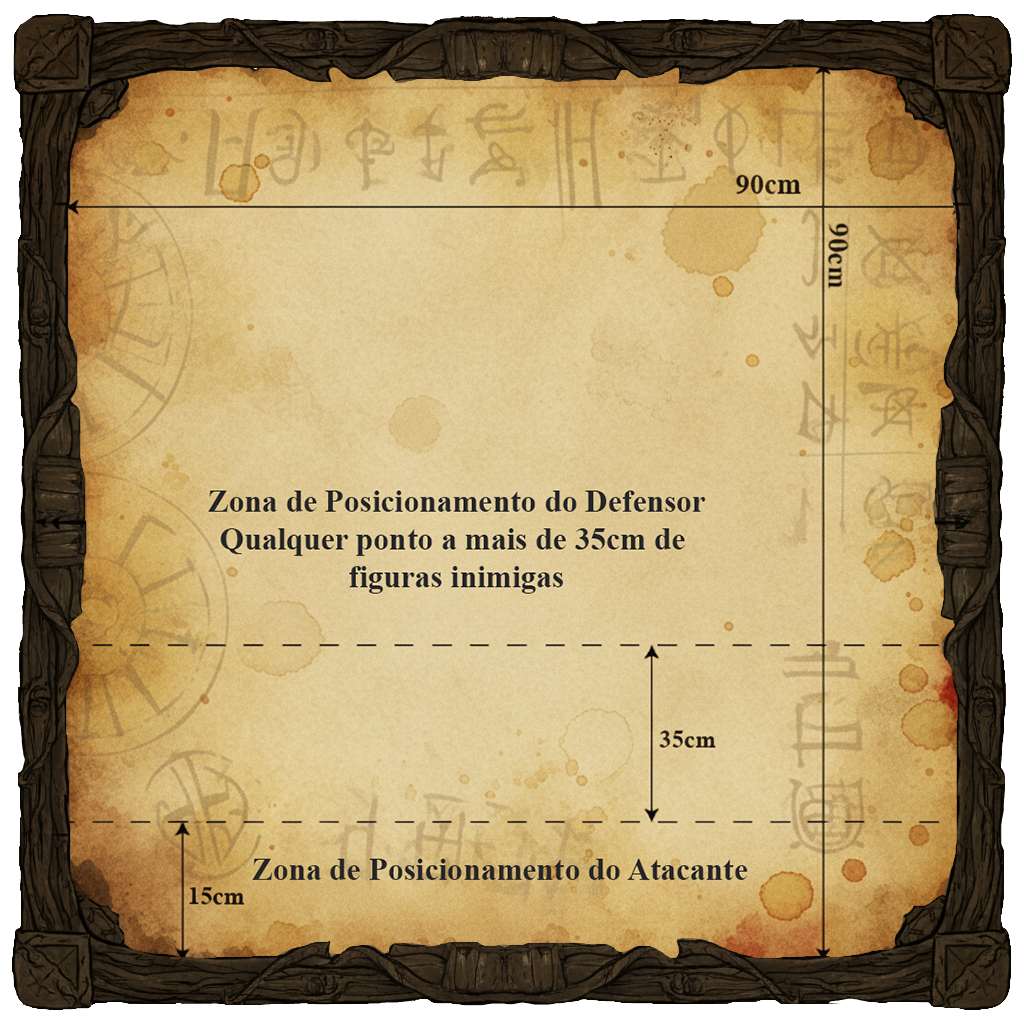 90cm
90cm
Zona de Posicionamento do Defensor
Qualquer ponto a mais de 35cm de
figuras inimigas
35cm
Zona de Posicionamento do Atacante
15cm